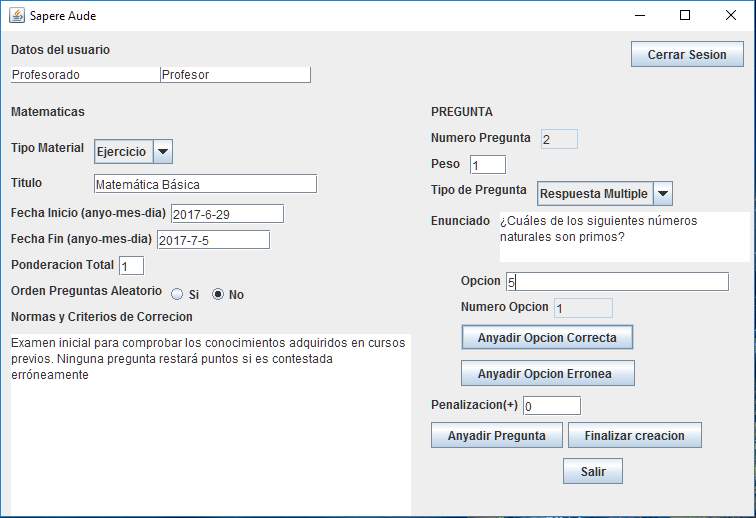 Sapere Aude
Datos del usuario
Cerrar Sesion
Profesorado Profesor
Matematicas
Tipo Material Ejercicio
Titulo Matemática Básica
Fecha Inicio (anyo-mes-dia) 2017-6-29
Fecha Fin (anyo-mes-dia) 2017-7-5
Ponderacion Total 1
Orden Preguntas Aleatorio Si No
Normas y Criterios de Correcion
Examen inicial para comprobar los conocimientos adquiridos en cursos
previos. Ninguna pregunta restará puntos si es contestada
erróneamente
PREGUNTA
Numero Pregunta 2
Peso 1
Tipo de Pregunta Respuesta Multiple
Enunciado ¿Cuáles de los siguientes números
naturales son primos?
Opcion 5
Numero Opcion 1
Anyadir Opcion Correcta
Anyadir Opcion Erronea
Penalizacion(+) 0
Anyadir Pregunta Finalizar creacion
Salir